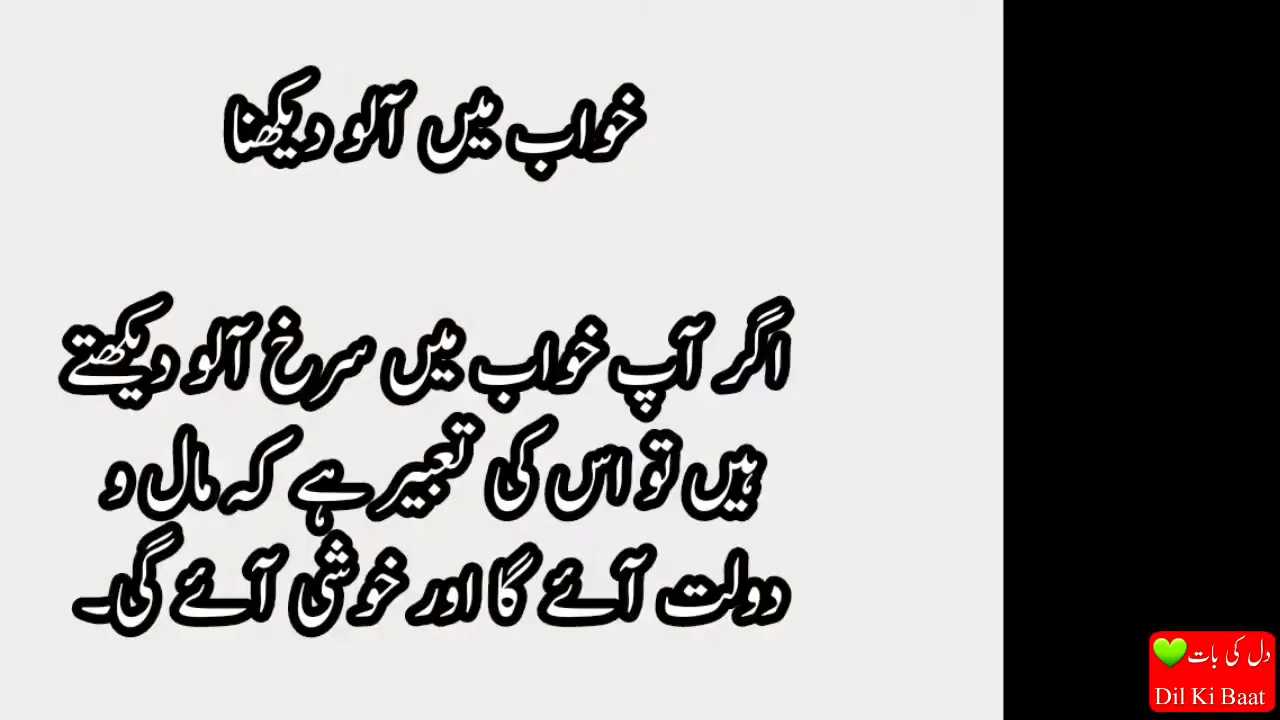 خواب میں آلو دیکھنا
اگر آپ خواب میں سرخ آلو دیکھتے
ہیں تو اس کی تعبیر ہے کہ مال و
دولت آئے گا اور خوشی آئے گی۔
دل کی بات💚
Dil Ki Baat